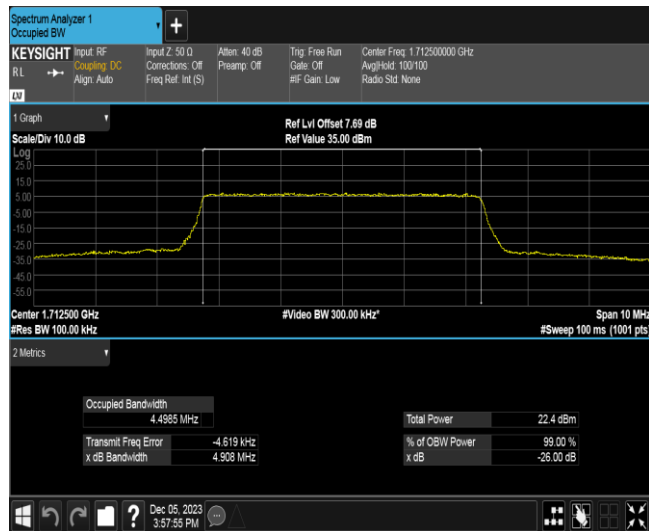 Spectrum Analyzer 1
Occupied BW
+
KEYSIGHT
RL
LXI
Input: RF
Coupling: DC
Align: Auto
Input Z: 50 Ω
Corrections: Off
Freq Ref: Int (S)
Atten: 40 dB
Preamp: Off
Trig: Free Run
Gate: Off
#IF Gain: Low
Center Freq: 1.712500000 GHz
Avg|Hold: 100/100
Radio Std: None
1 Graph
Scale/Div 10.0 dB
Ref Lvl Offset 7.69 dB
Ref Value 35.00 dBm
Log
25.0
15.0
5.00
-5.00
-15.0
-25.0
-35.0
-45.0
-55.0
Center 1.712500 GHz
#Video BW 300.00 kHz*
Span 10 MHz
#Res BW 100.00 kHz
#Sweep 100 ms (1001 pts)
2 Metrics
Occupied Bandwidth
4.4985 MHz
Total Power 22.4 dBm
Transmit Freq Error -4.619 kHz
% of OBW Power 99.00 %
x dB Bandwidth 4.908 MHz
x dB -26.00 dB
?
Dec 05, 2023
3:57:55 PM